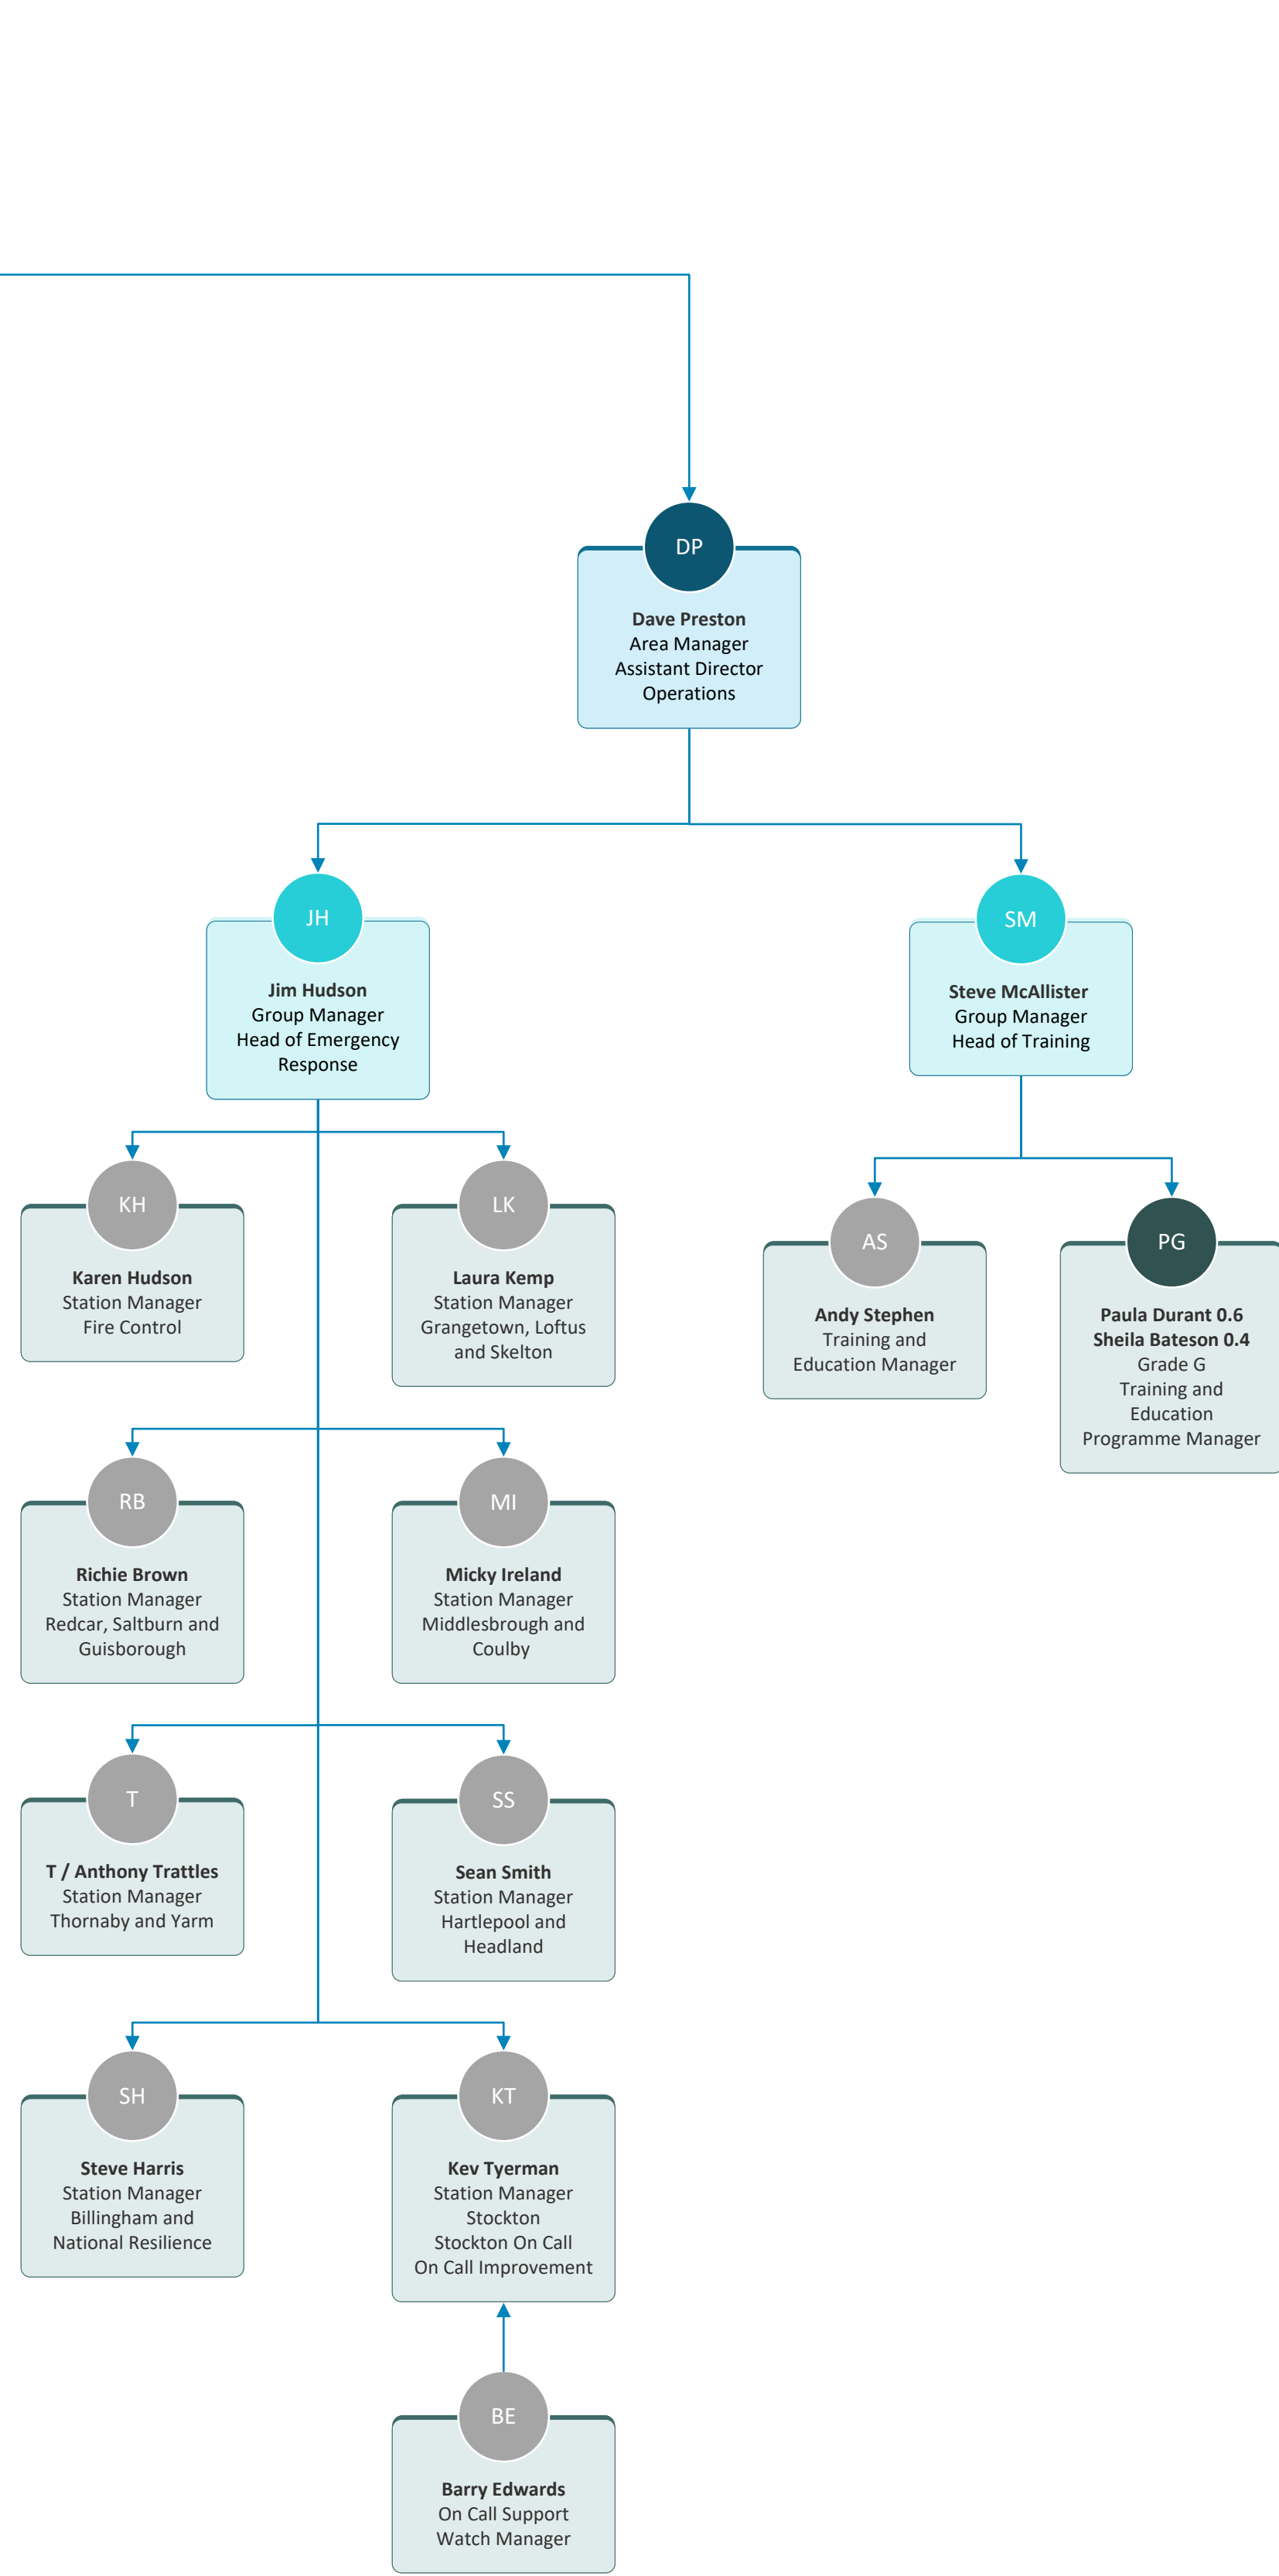 DP
Dave Preston
Area Manager
Assistant Director
Operations
JH
Jim Hudson
Group Manager
Head of Emergency
Response
SM
Steve McAllister
Group Manager
Head of Training
KH
Karen Hudson
Station Manager
Fire Control
LK
Laura Kemp
Station Manager
Grangetown, Loftus
and Skelton
AS
Andy Stephen
Training and
Education Manager
PG
Paula Durant 0.6
Sheila Bateson 0.4
Grade G
Training and
Education
Programme Manager
RB
Richie Brown
Station Manager
Redcar, Saltburn and
Guisborough
MI
Micky Ireland
Station Manager
Middlesbrough and
Coulby
T
T / Anthony Trattles
Station Manager
Thornaby and Yarm
SS
Sean Smith
Station Manager
Hartlepool and
Headland
SH
Steve Harris
Station Manager
Billingham and
National Resilience
KT
Kev Tyerman
Station Manager
Stockton
Stockton On Call
On Call Improvement
BE
Barry Edwards
On Call Support
Watch Manager